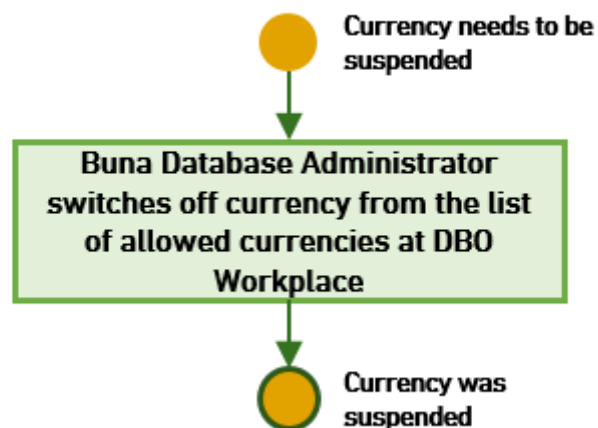 Currency needs to be
suspended
Buna Database Administrator
switches off currency from the list
of allowed currencies at DBO
Workplace
Currency was
suspended